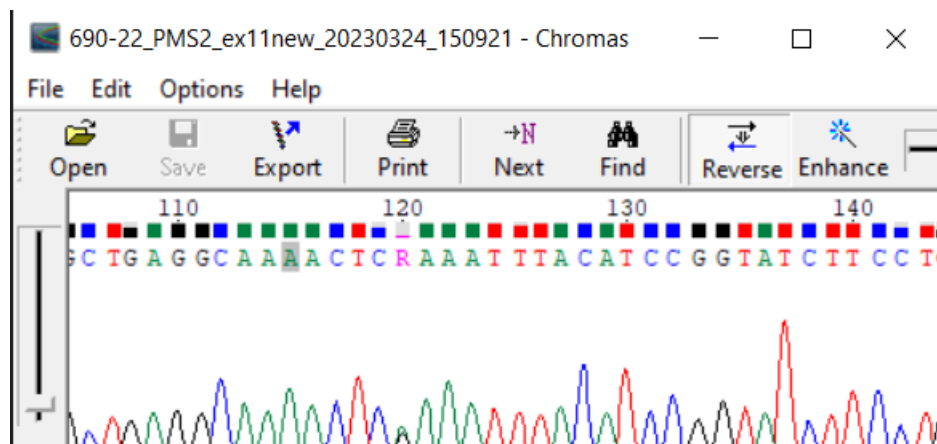 690-22_PMS2_ex11new_20230324_150921 - Chromas
File Edit Options Help
Open Save Export Print Next Find Reverse Enhance
110 120 130 140
CTGAGGCAAAACTCRAAATTTACATCCGGTATCTTCCT